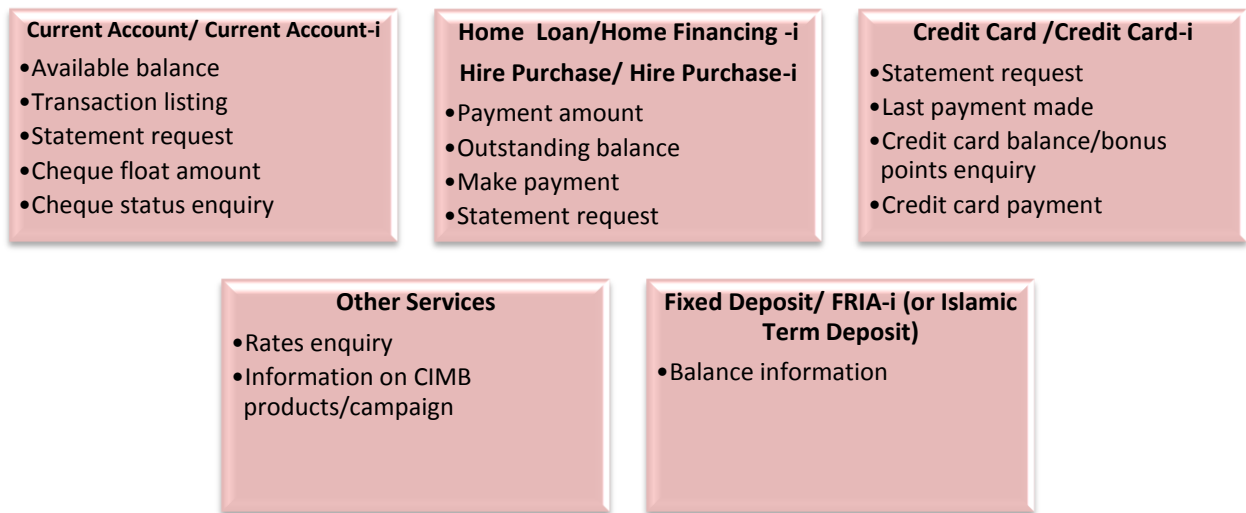 Current Account/ Current Account-i
•Available balance
•Transaction listing
•Statement request
•Cheque float amount
•Cheque status enquiry
Home  Loan/Home Financing -i
Hire Purchase/ Hire Purchase-i
•Payment amount
•Outstanding balance
•Make payment
•Statement request
Credit Card /Credit Card-i
•Statement request
•Last payment made
•Credit card balance/bonus
points enquiry
•Credit card payment
Other Services
•Rates enquiry
•Information on CIMB
products/campaign
Fixed Deposit/ FRIA-i (or Islamic
Term Deposit)
•Balance information